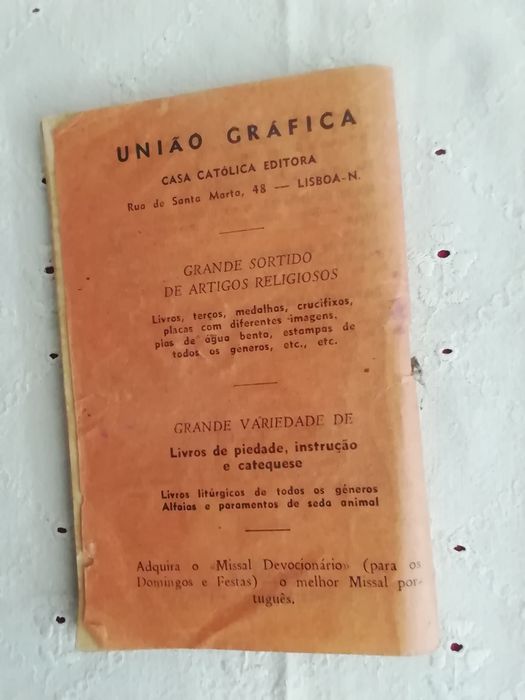 UNIÃO GRÁFICA
CASA CATÓLICA EDITORA
Rua de Santa Marta, 48 — LISBOA-N.
GRANDE SORTIDO
DE ARTIGOS RELIGIOSOS
Livros, terços, medalhas, crucifixos,
placas com diferentes imagens,
pias de água benta, estampas de
todos os géneros, etc., etc.
GRANDE VARIEDADE DE
Livros de piedade, instrução
e catequese
Livros litúrgicos de todos os géneros
Alfaias e paramentos de seda animal
Adquira o «Missal Devocionário» (para os
Domingos e Festas) o melhor Missal por-
tuguês.